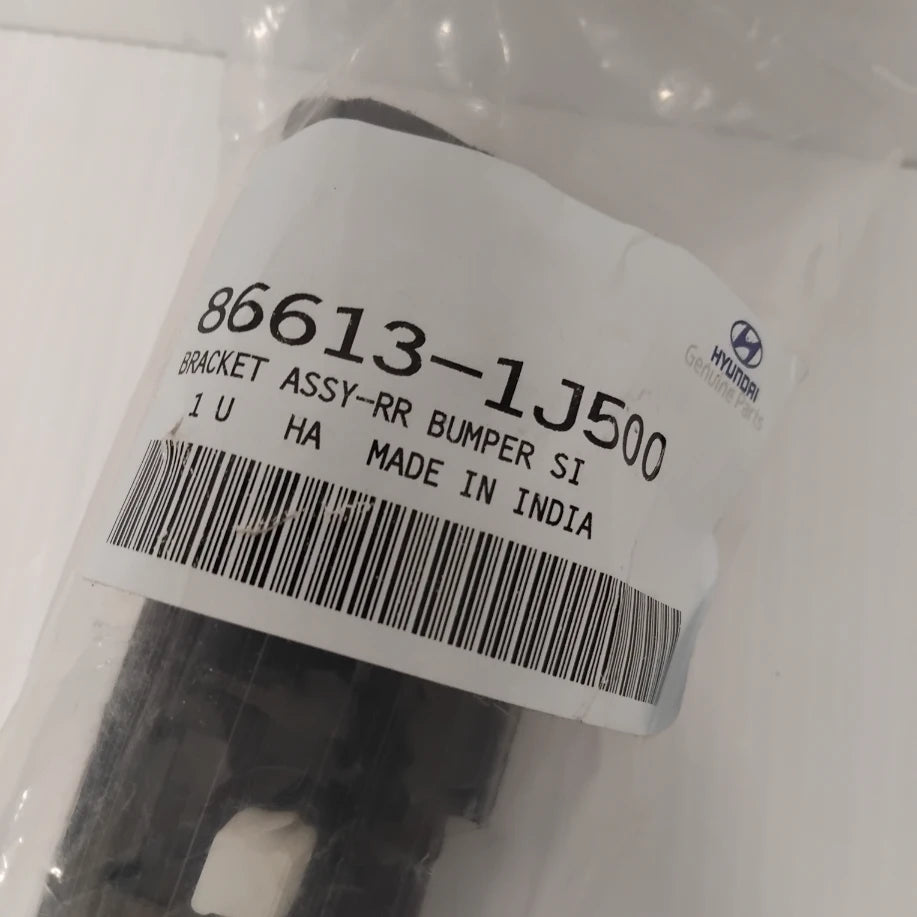 86613-1J500
BRACKET ASSY-RR BUMPER SI
1 U HA MADE IN INDIA
HYUNDAI
Genuine Parts